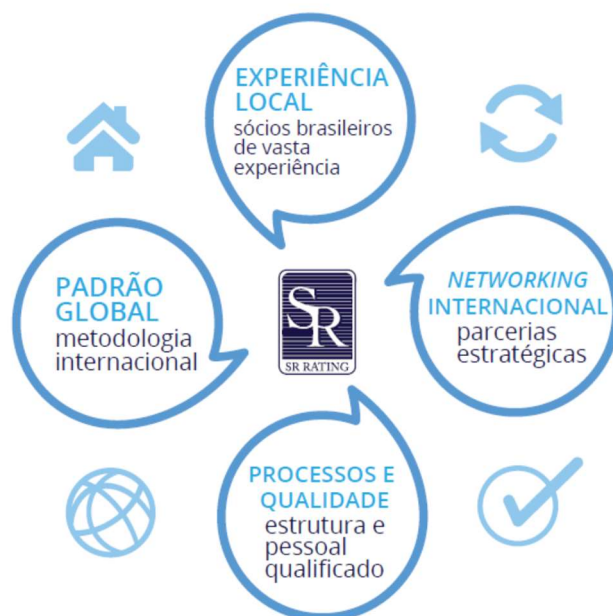 EXPERIÊNCIA
LOCAL
sócios brasileiros
de vasta
experiência
PADRÃO
GLOBAL
metodologia
internacional
SR
SR RATING
NETWORKING
INTERNACIONAL
parcerias
estratégicas
PROCESSOS E
QUALIDADE
estrutura e
pessoal
qualificado